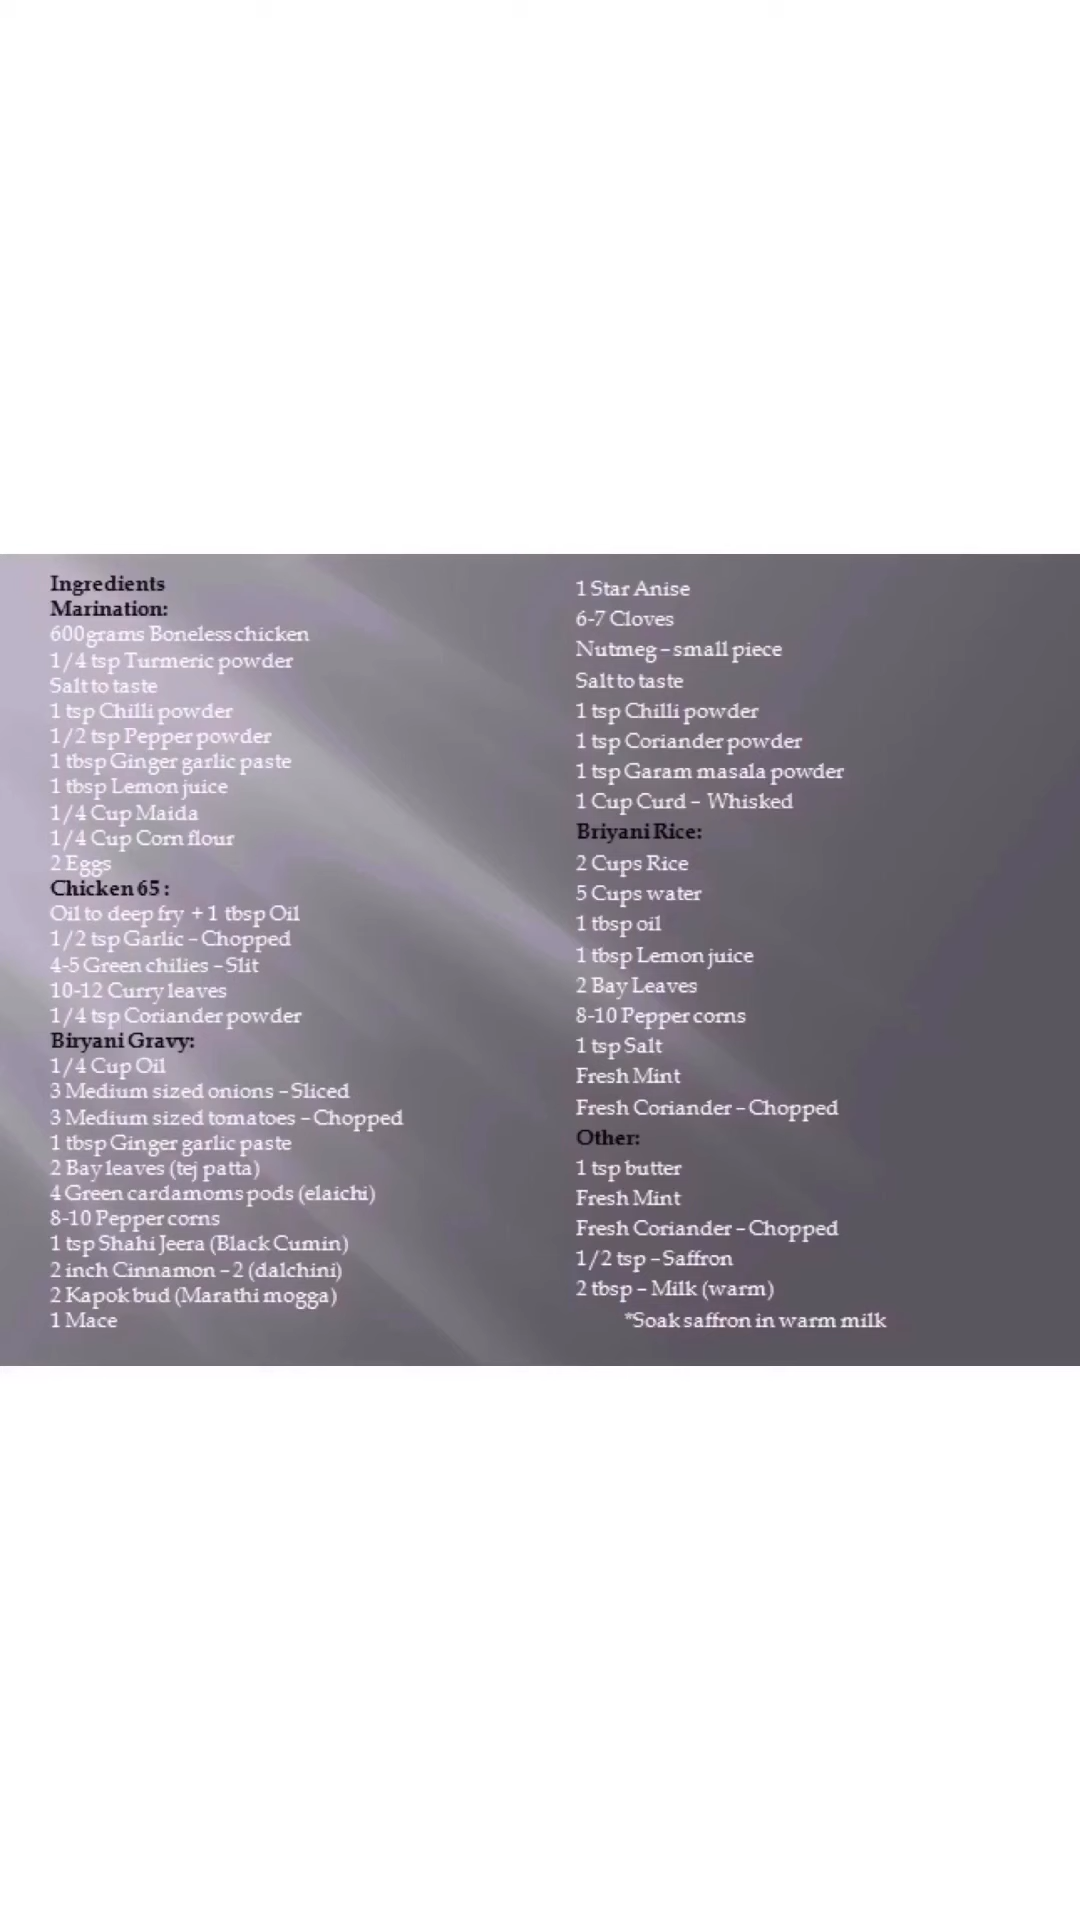 Ingredients
Marination:
600grams Boneless chicken
1/4 tsp Turmeric powder
Salt to taste
1 tsp Chilli powder
1/2 tsp Pepper powder
1 tbsp Ginger garlic paste
1 tbsp Lemon juice
1/4 Cup Maida
1/4 Cup Corn flour
2 Eggs
Chicken 65 :
Oil to deep fry + 1 tbsp Oil
1/2 tsp Garlic – Chopped
4-5 Green chilies – Slit
10-12 Curry leaves
1/4 tsp Coriander powder
Biryani Gravy:
1/4 Cup Oil
3 Medium sized onions – Sliced
3 Medium sized tomatoes – Chopped
1 tbsp Ginger garlic paste
2 Bay leaves (tej patta)
4 Green cardamoms pods (elaichi)
8-10 Pepper corns
1 tsp Shahi Jeera (Black Cumin)
2 inch Cinnamon – 2 (dalchini)
2 Kapok bud (Marathi mogga)
1 Mace
1 Star Anise
6-7 Cloves
Nutmeg – small piece
Salt to taste
1 tsp Chilli powder
1 tsp Coriander powder
1 tsp Garam masala powder
1 Cup Curd – Whisked
Briyani Rice:
2 Cups Rice
5 Cups water
1 tbsp oil
1 tbsp Lemon juice
2 Bay Leaves
8-10 Pepper corns
1 tsp Salt
Fresh Mint
Fresh Coriander – Chopped
Other:
1 tsp butter
Fresh Mint
Fresh Coriander – Chopped
1/2 tsp – Saffron
2 tbsp – Milk (warm)
*Soak saffron in warm milk